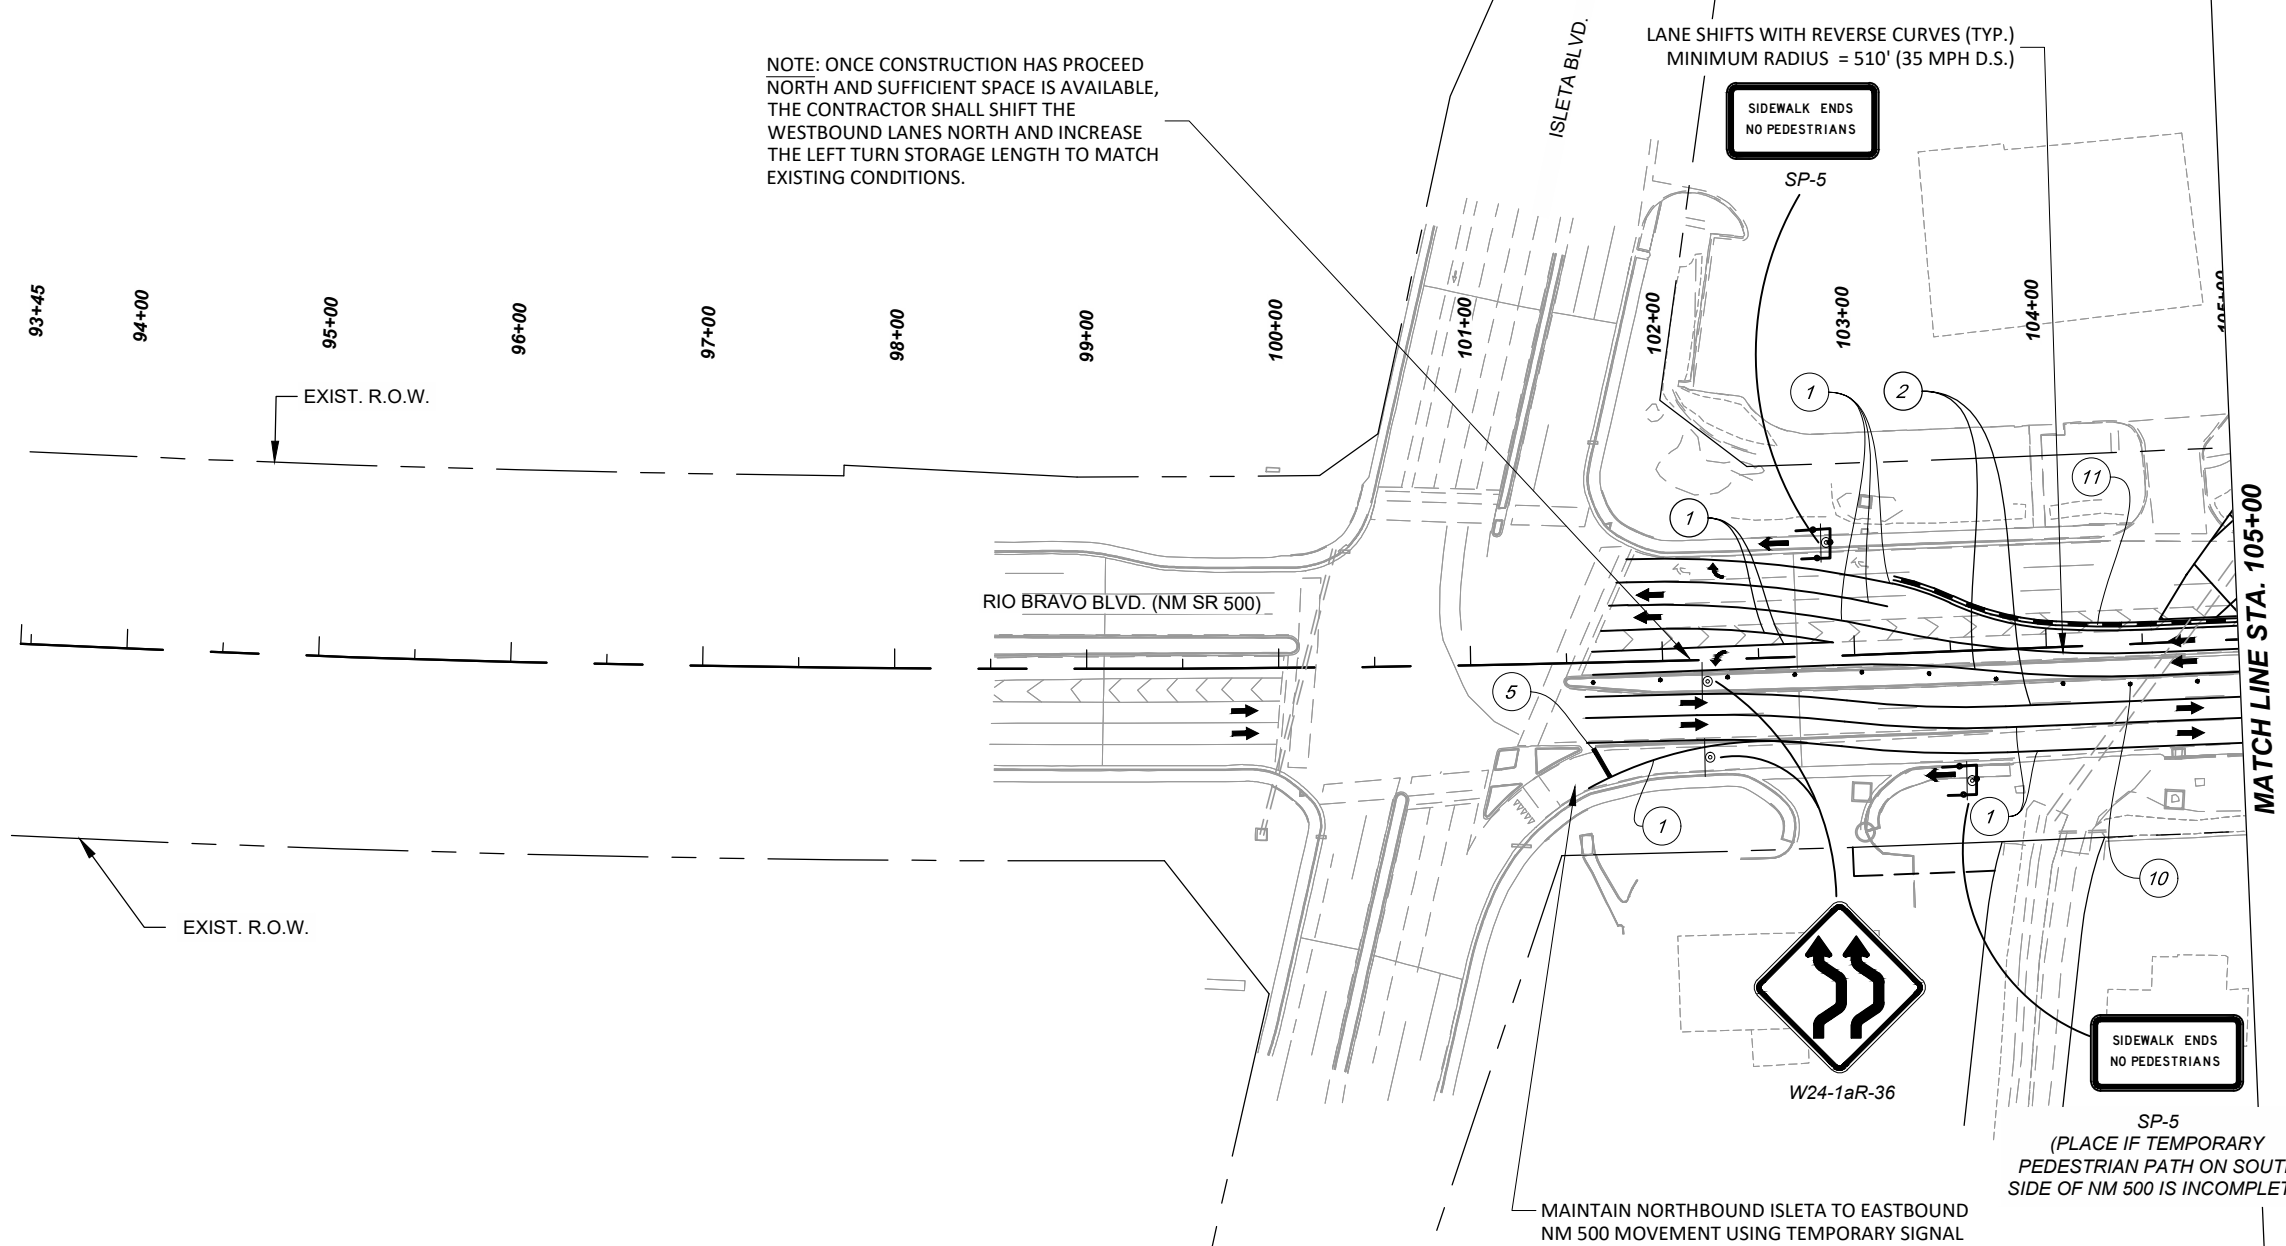 NOTE: ONCE CONSTRUCTION HAS PROCEED
NORTH AND SUFFICIENT SPACE IS AVAILABLE,
THE CONTRACTOR SHALL SHIFT THE
WESTBOUND LANES NORTH AND INCREASE
THE LEFT TURN STORAGE LENGTH TO MATCH
EXISTING CONDITIONS.
ISLETA BLVD.
LANE SHIFTS WITH REVERSE CURVES (TYP.)
MINIMUM RADIUS = 510' (35 MPH D.S.)
SIDEWALK ENDS
NO PEDESTRIANS
SP-5
93+45
94+00
95+00
96+00
97+00
98+00
99+00
100+00
101+00
102+00
103+00
104+00
105+00
EXIST. R.O.W.
1
2
11
1
RIO BRAVO BLVD. (NM SR 500)
5
1
1
10
MATCH LINE STA. 105+00
EXIST. R.O.W.
W24-1aR-36
SIDEWALK ENDS
NO PEDESTRIANS
SP-5
(PLACE IF TEMPORARY
PEDESTRIAN PATH ON SOUT
SIDE OF NM 500 IS INCOMPLET
MAINTAIN NORTHBOUND ISLETA TO EASTBOUND
NM 500 MOVEMENT USING TEMPORARY SIGNAL